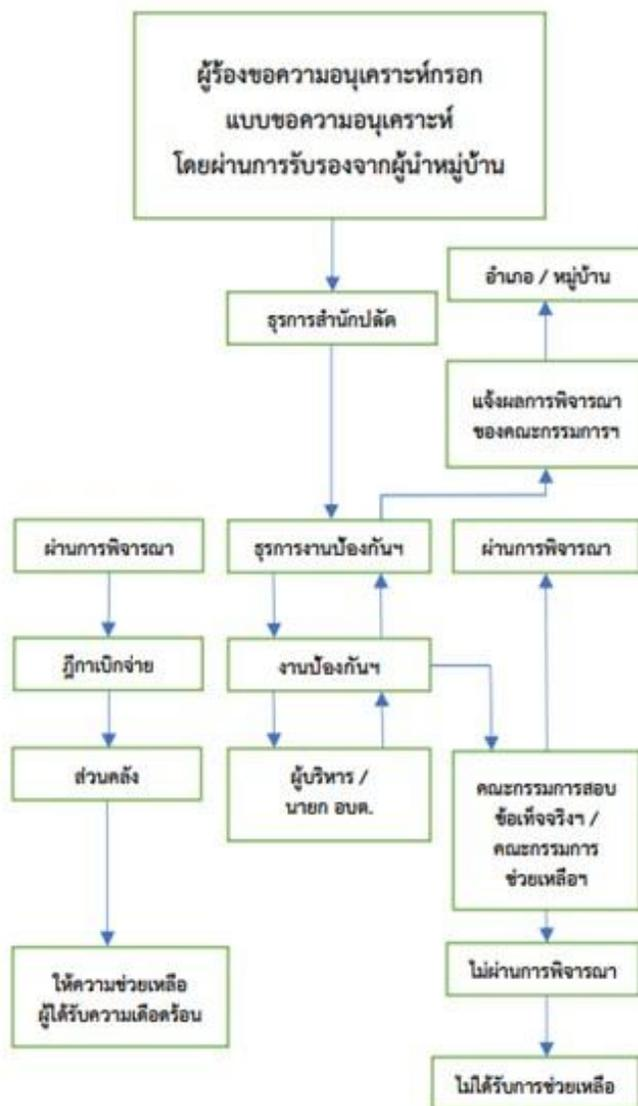 ผู้ร้องขอความอนุเคราะห์กรอก
แบบขอความอนุเคราะห์
โดยผ่านการรับรองจากผู้นำหมู่บ้าน
อำเภอ / หมู่บ้าน
ธุรการสำนักปลัด
แจ้งผลการพิจารณา
ของคณะกรรมการฯ
ผ่านการพิจารณา
ธุรการงานป้องกันฯ
ผ่านการพิจารณา
ฎีกาเบิกจ่าย
งานป้องกันฯ
ส่วนคลัง
ผู้บริหาร /
นายก อบต.
คณะกรรมการสอบ
ข้อเท็จจริงฯ /
คณะกรรมการ
ช่วยเหลือฯ
ให้ความช่วยเหลือ
ผู้ได้รับความเดือดร้อน
ไม่ผ่านการพิจารณา
ไม่ได้รับการช่วยเหลือ